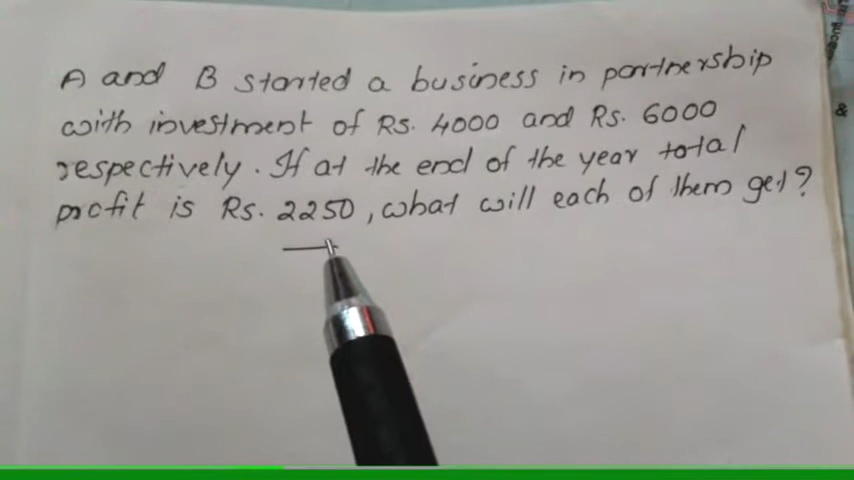 A and B started a business in partnership
with investment of Rs. 4000 and Rs. 6000
respectively. If at the end of the year total
profit is Rs. 2250, what will each of them get?
&